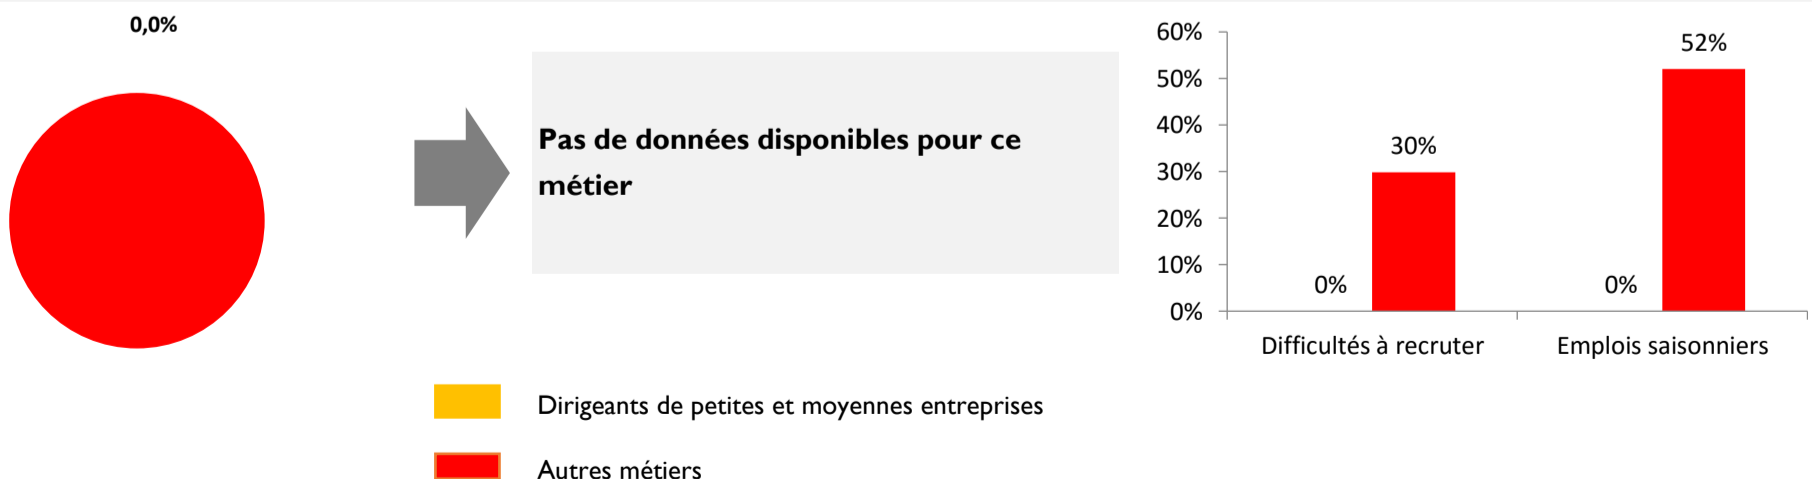 0,0%
Pas de données disponibles pour ce
métier
Dirigeants de petites et moyennes entreprises
Autres métiers
60%
50%
40%
30%
20%
10%
0%
0%
30%
0%
52%
Difficultés à recruter
Emplois saisonniers